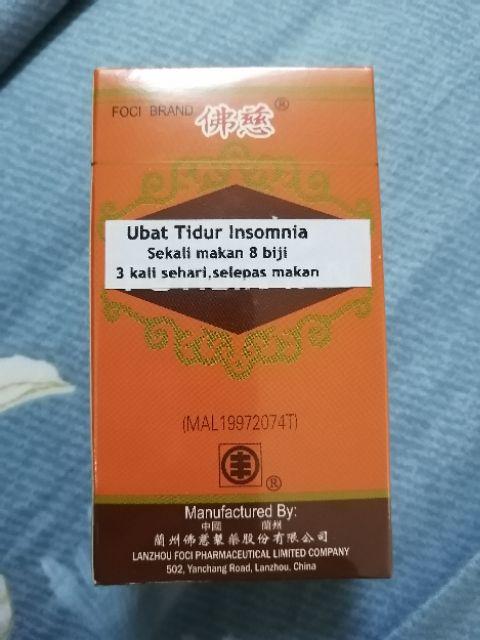 FOCI BRAND 佛慈®
Ubat Tidur Insomnia
Sekali makan 8 biji
3 kali sehari,selepas makan
(MAL19972074T)
®
Manufactured By:
中國 蘭州
蘭州佛慈製藥股份有限公司
LANZHOU FOCI PHARMACEUTICAL LIMITED COMPANY
502, Yanchang Road, Lanzhou. China